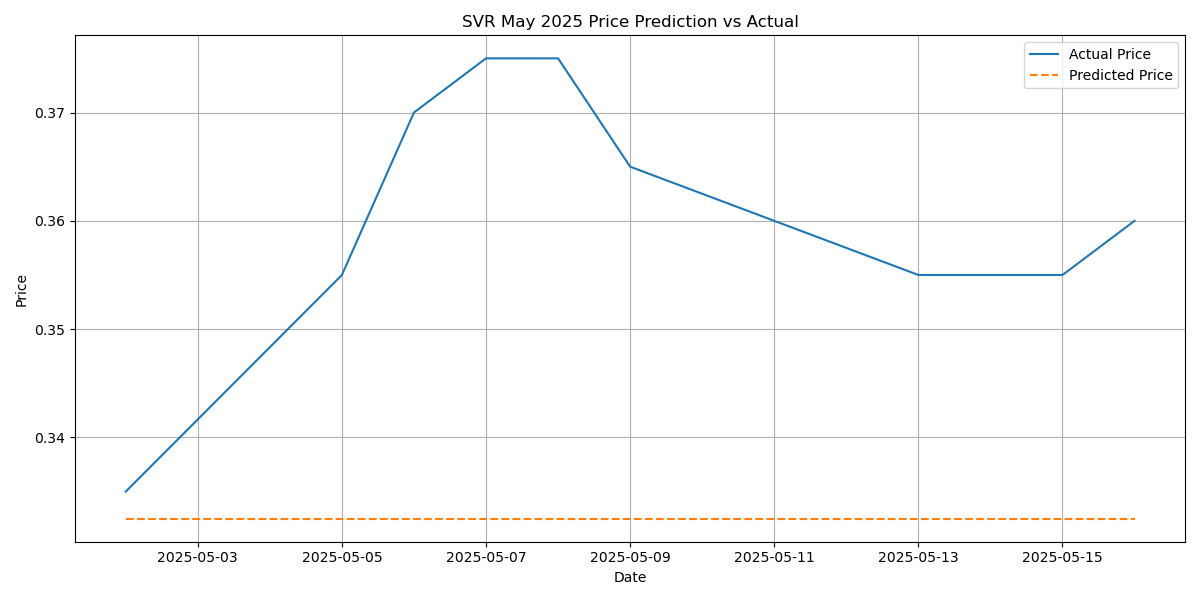 SVR May 2025 Price Prediction vs Actual
Actual Price
Predicted Price
Price
0.37
0.36
0.35
0.34
2025-05-03 2025-05-05 2025-05-07 2025-05-09 2025-05-11 2025-05-13 2025-05-15
Date